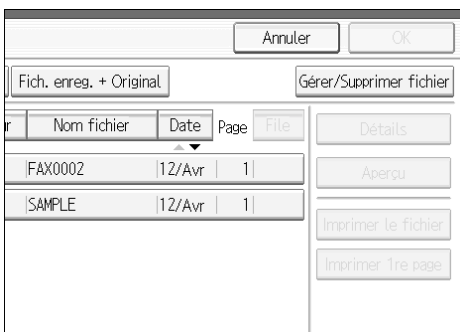 Annuler OK
Fich. enreg. + Original Gérer/Supprimer fichier
r Nom fichier Date Page File Détails
FAX0002 12/Avr 1 Aperçu
SAMPLE 12/Avr 1
Imprimer le fichier
Imprimer 1re page